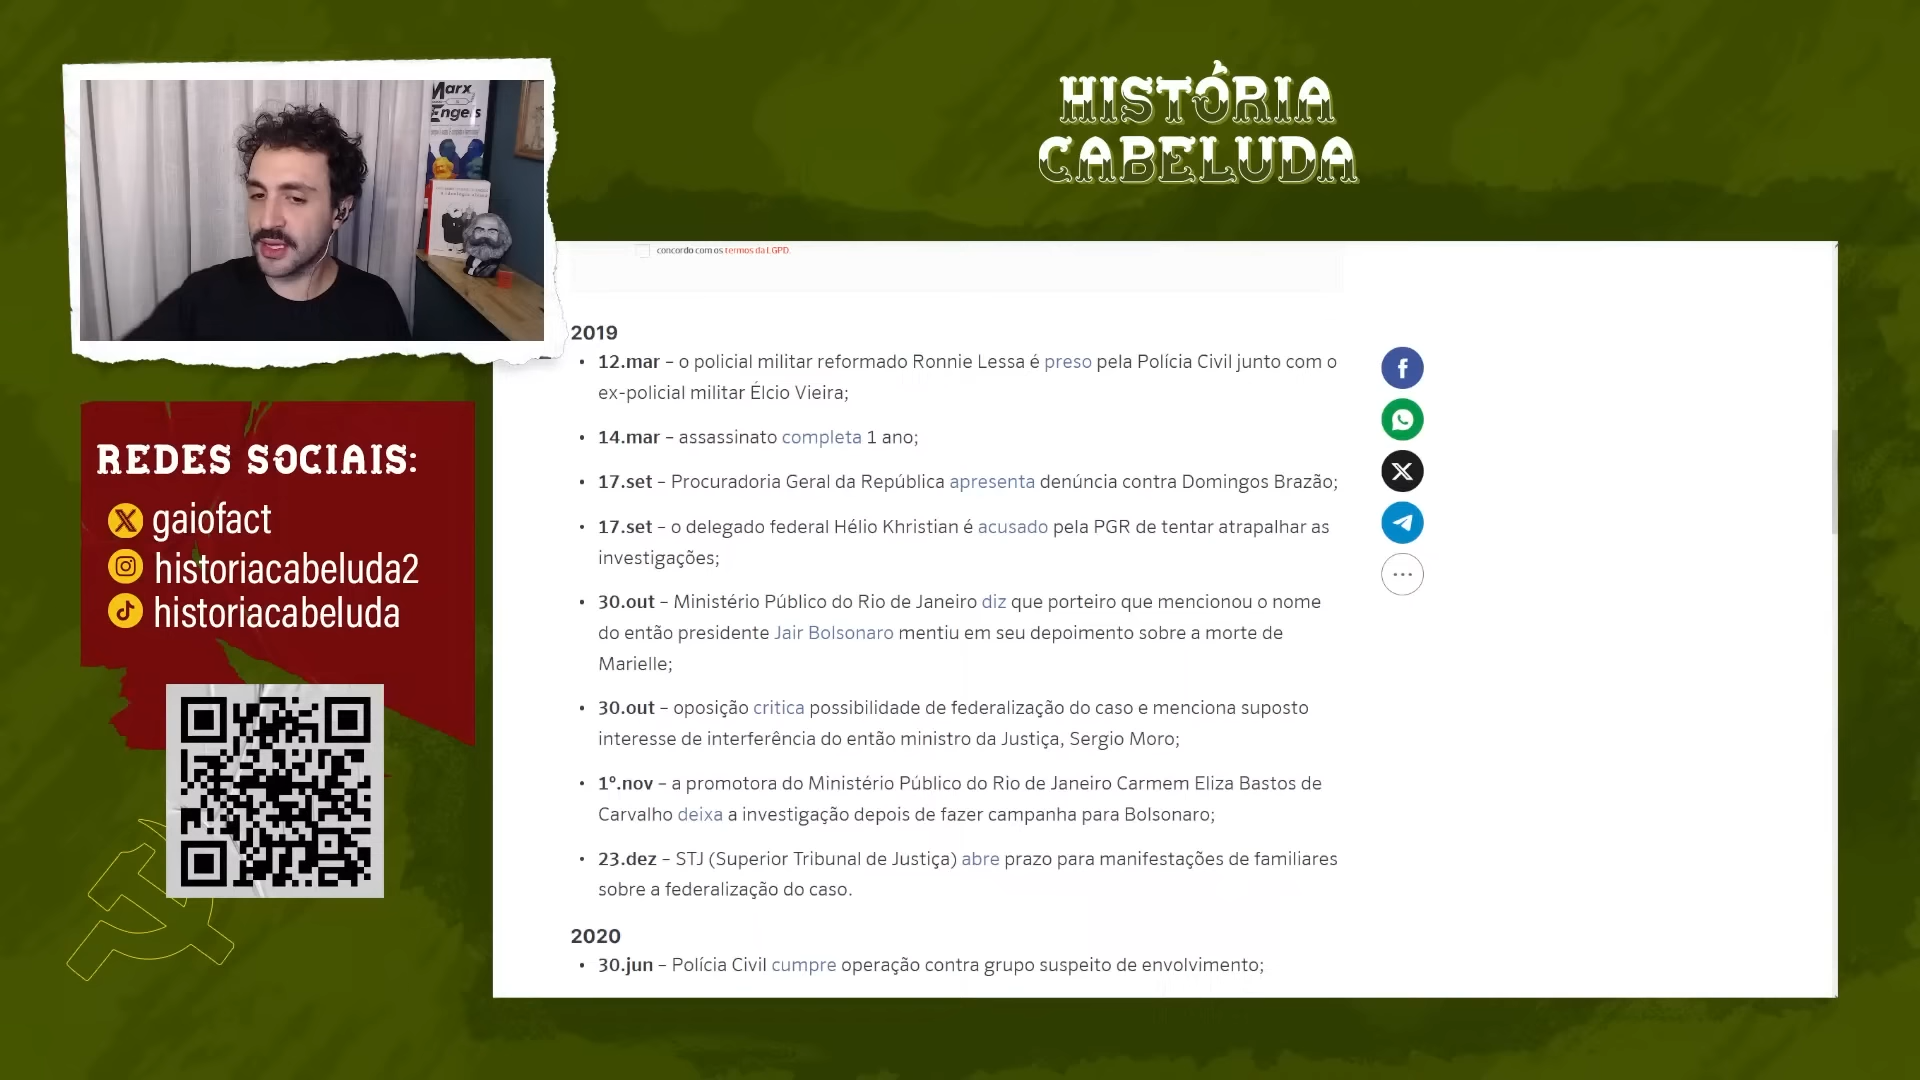 HISTÓRIA
CABELUDA
Marx
Engels
REDES SOCIAIS:
gaiofact
historiacabeluda2
historiacabeluda
concordo com os termos da LGPD.
2019
• 12.mar – o policial militar reformado Ronnie Lessa é preso pela Polícia Civil junto com o
ex-policial militar Élcio Vieira;
• 14.mar – assassinato completa 1 ano;
• 17.set – Procuradoria Geral da República apresenta denúncia contra Domingos Brazão;
• 17.set – o delegado federal Hélio Khristian é acusado pela PGR de tentar atrapalhar as
investigações;
• 30.out – Ministério Público do Rio de Janeiro diz que porteiro que mencionou o nome
do então presidente Jair Bolsonaro mentiu em seu depoimento sobre a morte de
Marielle;
• 30.out – oposição critica possibilidade de federalização do caso e menciona suposto
interesse de interferência do então ministro da Justiça, Sergio Moro;
• 1º.nov – a promotora do Ministério Público do Rio de Janeiro Carmem Eliza Bastos de
Carvalho deixa a investigação depois de fazer campanha para Bolsonaro;
• 23.dez – STJ (Superior Tribunal de Justiça) abre prazo para manifestações de familiares
sobre a federalização do caso.
2020
• 30.jun – Polícia Civil cumpre operação contra grupo suspeito de envolvimento;